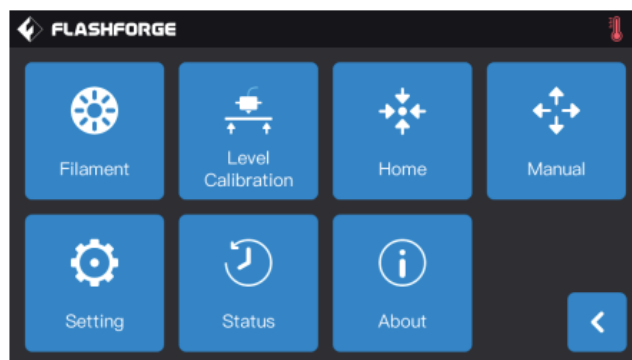 FLASHFORGE
Filament
Level
Calibration
Home
Manual
Setting
Status
About